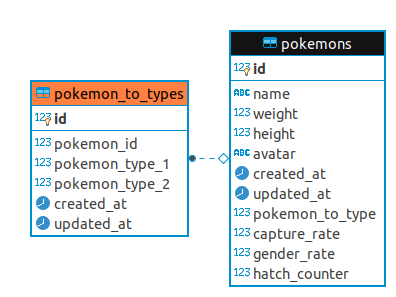 pokemon_to_types
123 id
123 pokemon_id
123 pokemon_type_1
123 pokemon_type_2
created_at
updated_at
pokemons
123 id
ABC name
123 weight
123 height
ABC avatar
created_at
updated_at
123 pokemon_to_type
123 capture_rate
123 gender_rate
123 hatch_counter